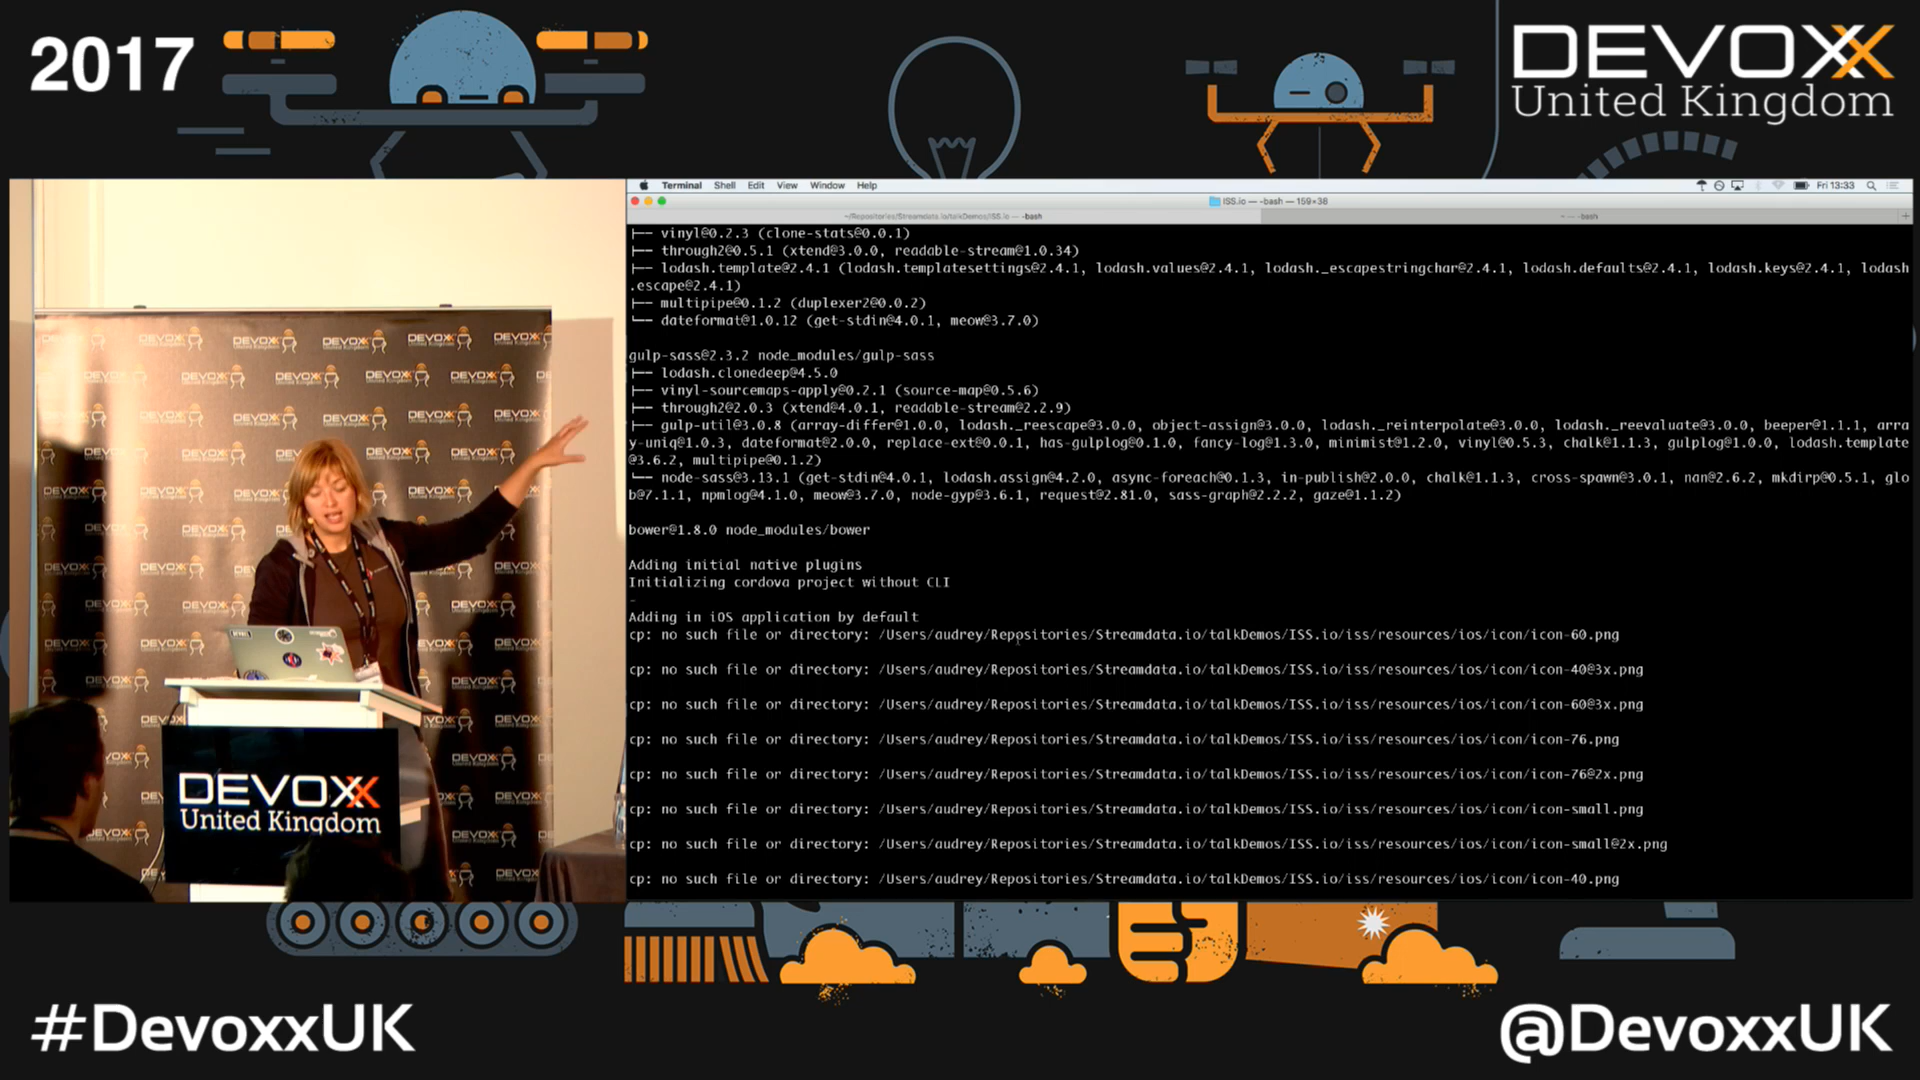 2017
DEVOXX
United Kingdom
Terminal Shell Edit View Window Help
Fri 13:33
ISS.io — -bash — 159×38
~/Repositories/Streamdata.io/talkDemos/ISS.io — -bash
~ — -bash
├── vinyl@0.2.3 (clone-stats@0.0.1)
├── through2@0.5.1 (xtend@3.0.0, readable-stream@1.0.34)
├── lodash.template@2.4.1 (lodash.templatesettings@2.4.1, lodash.values@2.4.1, lodash._escapestringchar@2.4.1, lodash.defaults@2.4.1, lodash.keys@2.4.1, lodash
.escape@2.4.1)
├── multipipe@0.1.2 (duplexer2@0.0.2)
└── dateformat@1.0.12 (get-stdin@4.0.1, meow@3.7.0)
gulp-sass@2.3.2 node_modules/gulp-sass
├── lodash.clonedeep@4.5.0
├── vinyl-sourcemaps-apply@0.2.1 (source-map@0.5.6)
├── through2@2.0.3 (xtend@4.0.1, readable-stream@2.2.9)
├── gulp-util@3.0.8 (array-differ@1.0.0, lodash._reescape@3.0.0, object-assign@3.0.0, lodash._reinterpolate@3.0.0, lodash._reevaluate@3.0.0, beeper@1.1.1, arra
y-uniq@1.0.3, dateformat@2.0.0, replace-ext@0.0.1, has-gulplog@0.1.0, fancy-log@1.3.0, minimist@1.2.0, vinyl@0.5.3, chalk@1.1.3, gulplog@1.0.0, lodash.template
@3.6.2, multipipe@0.1.2)
└── node-sass@3.13.1 (get-stdin@4.0.1, lodash.assign@4.2.0, async-foreach@0.1.3, in-publish@2.0.0, chalk@1.1.3, cross-spawn@3.0.1, nan@2.6.2, mkdirp@0.5.1, glo
b@7.1.1, npmlog@4.1.0, meow@3.7.0, node-gyp@3.6.1, request@2.81.0, sass-graph@2.2.2, gaze@1.1.2)
bower@1.8.0 node_modules/bower
Adding initial native plugins
Initializing cordova project without CLI
Adding in iOS application by default
cp: no such file or directory: /Users/audrey/Repositories/Streamdata.io/talkDemos/ISS.io/iss/resources/ios/icon/icon-60.png
cp: no such file or directory: /Users/audrey/Repositories/Streamdata.io/talkDemos/ISS.io/iss/resources/ios/icon/icon-40@3x.png
cp: no such file or directory: /Users/audrey/Repositories/Streamdata.io/talkDemos/ISS.io/iss/resources/ios/icon/icon-60@3x.png
cp: no such file or directory: /Users/audrey/Repositories/Streamdata.io/talkDemos/ISS.io/iss/resources/ios/icon/icon-76.png
cp: no such file or directory: /Users/audrey/Repositories/Streamdata.io/talkDemos/ISS.io/iss/resources/ios/icon/icon-76@2x.png
cp: no such file or directory: /Users/audrey/Repositories/Streamdata.io/talkDemos/ISS.io/iss/resources/ios/icon/icon-small.png
cp: no such file or directory: /Users/audrey/Repositories/Streamdata.io/talkDemos/ISS.io/iss/resources/ios/icon/icon-small@2x.png
cp: no such file or directory: /Users/audrey/Repositories/Streamdata.io/talkDemos/ISS.io/iss/resources/ios/icon/icon-40.png
DEVOXX
United Kingdom
#DevoxxUK
@DevoxxUK